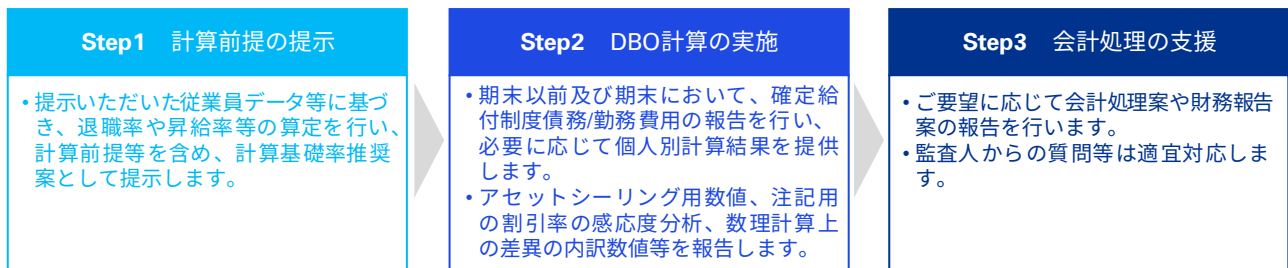 Step1 計算前提の提示
• 提示いただいた従業員データ等に基づ
き、退職率や昇給率等の算定を行い、
計算前提等を含め、計算基礎率推奨
案として提示します。
Step2 DBO計算の実施
• 期末以前及び期末において、確定給
付制度債務/勤務費用の報告を行い、
必要に応じて個人別計算結果を提供
します。
• アセットシーリング用数値、注記用
の割引率の感応度分析、数理計算上
の差異の内訳数値等を報告します。
Step3 会計処理の支援
• ご要望に応じて会計処理案や財務報告
案の報告を行います。
• 監査人からの質問等は適宜対応しま
す。